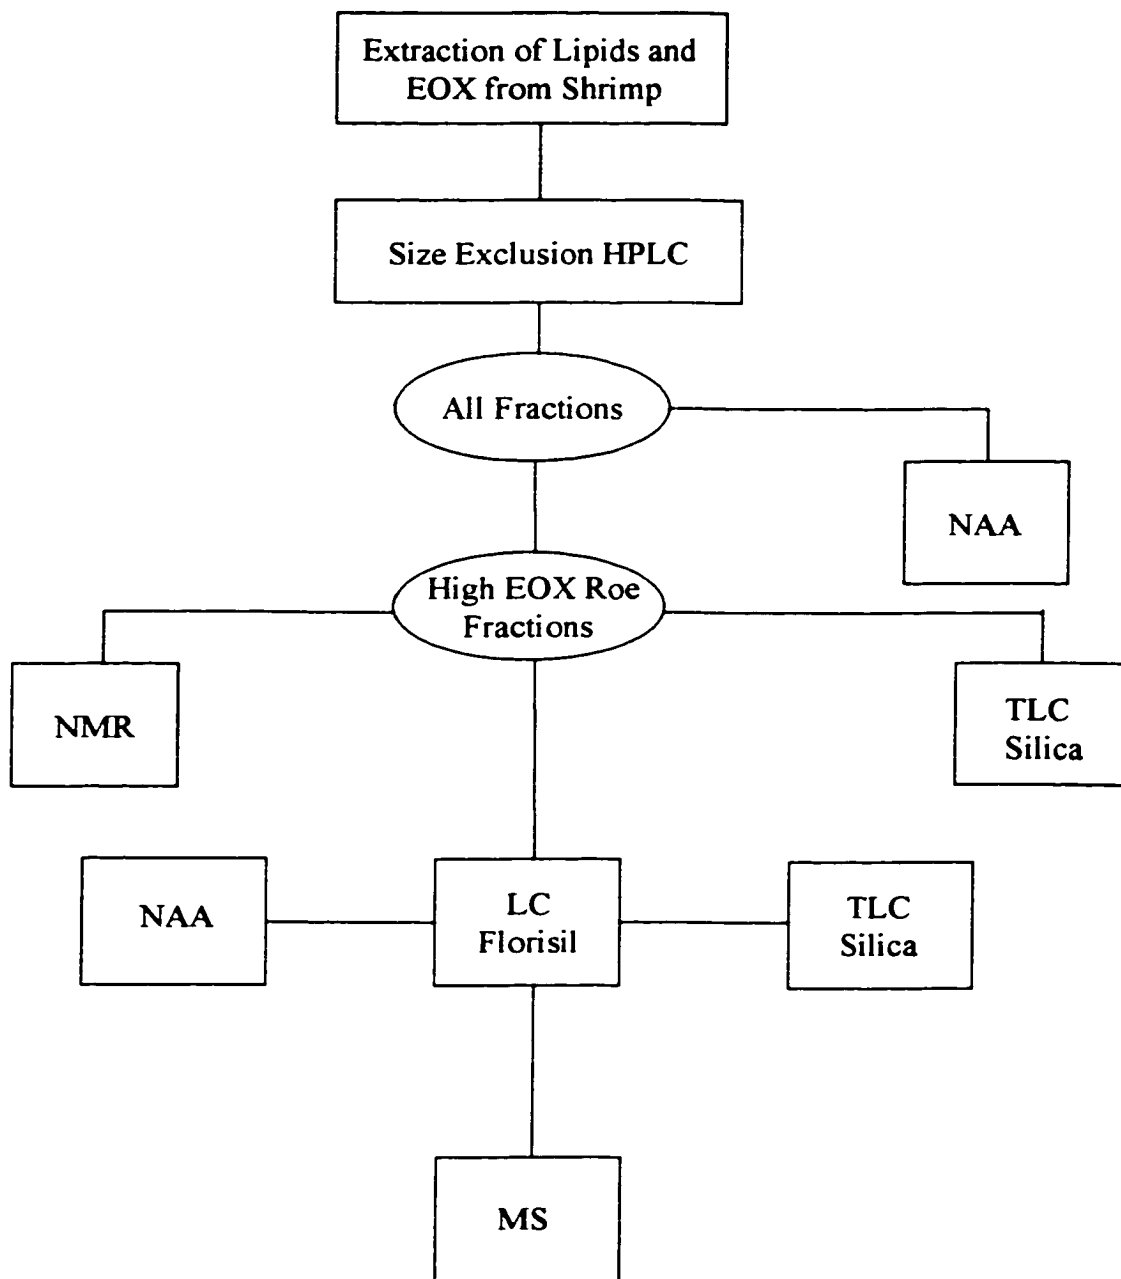 Extraction of Lipids and
EOX from Shrimp
Size Exclusion HPLC
All Fractions
NAA
High EOX Roe
Fractions
NMR
TLC
Silica
NAA
LC
Florisil
TLC
Silica
MS